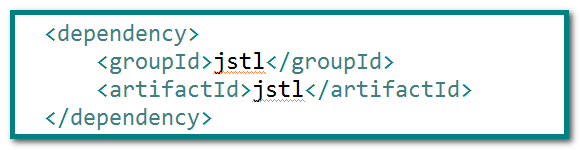 <dependency>
    <groupId>jstl</groupId>
    <artifactId>jstl</artifactId>
</dependency>